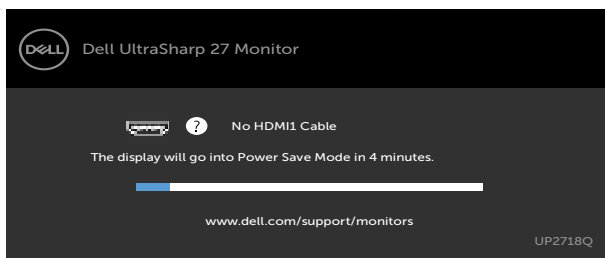 DELL
Dell UltraSharp 27 Monitor
? No HDMI1 Cable
The display will go into Power Save Mode in 4 minutes.
www.dell.com/support/monitors
UP2718Q